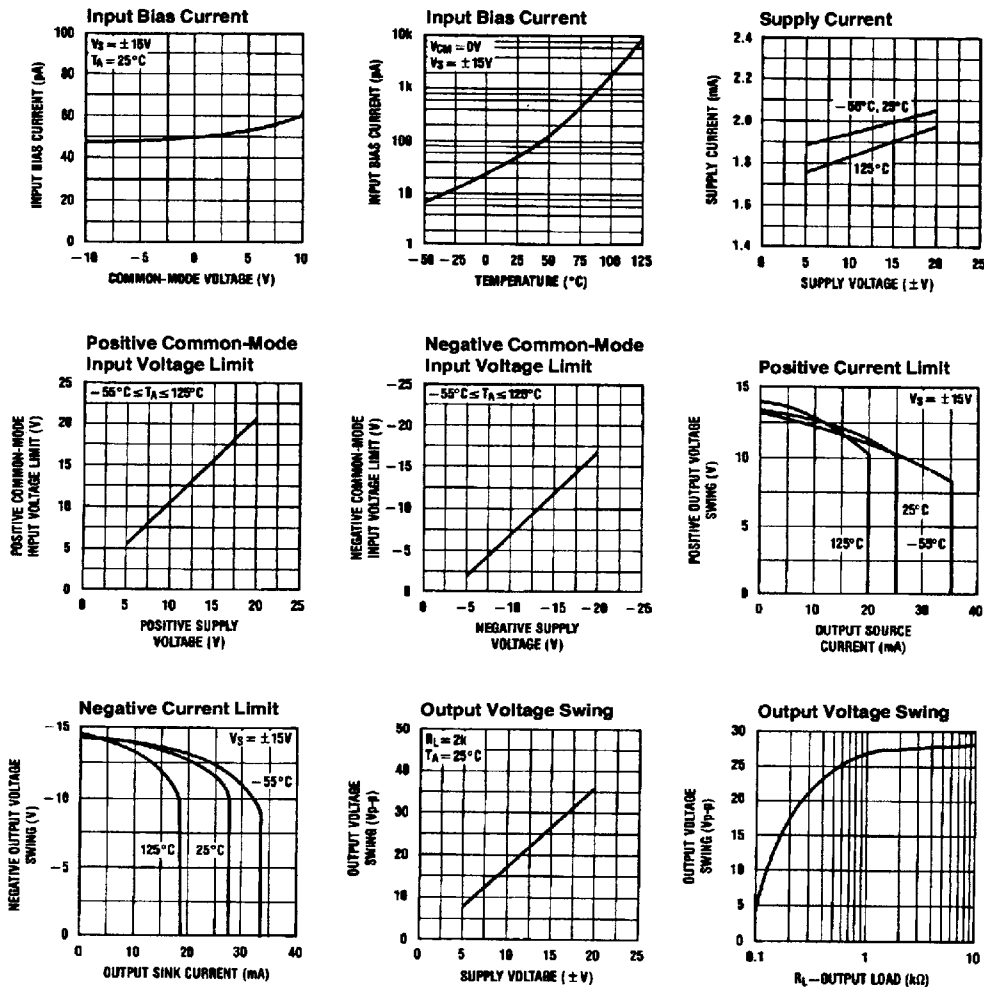 Input Bias Current
INPUT BIAS CURRENT (pA)
100
80
60
40
20
0
VS = ±15V
TA = 25°C
-10
-5
0
5
10
COMMON-MODE VOLTAGE (V)
Input Bias Current
INPUT BIAS CURRENT (pA)
10k
1k
100
10
1
VCM = 0V
VS = ±15V
-50 -25 0 25 50 75 100 125
TEMPERATURE (°C)
Supply Current
SUPPLY CURRENT (mA)
2.4
2.2
2.0
1.8
1.6
1.4
-55°C, 25°C
125°C
0 5 10 15 20 25
SUPPLY VOLTAGE (±V)
Positive Common-Mode
Input Voltage Limit
POSITIVE COMMON-MODE
INPUT VOLTAGE LIMIT (V)
25
20
15
10
5
0
-55°C ≤ TA ≤ 125°C
0 5 10 15 20 25
POSITIVE SUPPLY
VOLTAGE (V)
Negative Common-Mode
Input Voltage Limit
NEGATIVE COMMON-MODE
INPUT VOLTAGE LIMIT (V)
-25
-20
-15
-10
-5
0
-55°C ≤ TA ≤ 125°C
0 -5 -10 -15 -20 25
NEGATIVE SUPPLY
VOLTAGE (V)
Positive Current Limit
POSITIVE OUTPUT VOLTAGE
SWING (V)
15
10
5
0
VS = ±15V
25°C
125°C
-55°C
0 10 20 30 40
OUTPUT SOURCE
CURRENT (mA)
Negative Current Limit
NEGATIVE OUTPUT VOLTAGE
SWING (V)
-15
-10
-5
0
VS = ±15V
-55°C
125°C 25°C
0 10 20 30 40
OUTPUT SINK CURRENT (mA)
Output Voltage Swing
OUTPUT VOLTAGE
SWING (Vp-p)
50
45
40
35
30
20
10
0
RL = 2k
TA = 25°C
0 5 10 15 20 25
SUPPLY VOLTAGE (±V)
Output Voltage Swing
OUTPUT VOLTAGE
SWING (Vp-p)
30
25
20
15
10
5
0
0.1 1 10
RL—OUTPUT LOAD (kΩ)